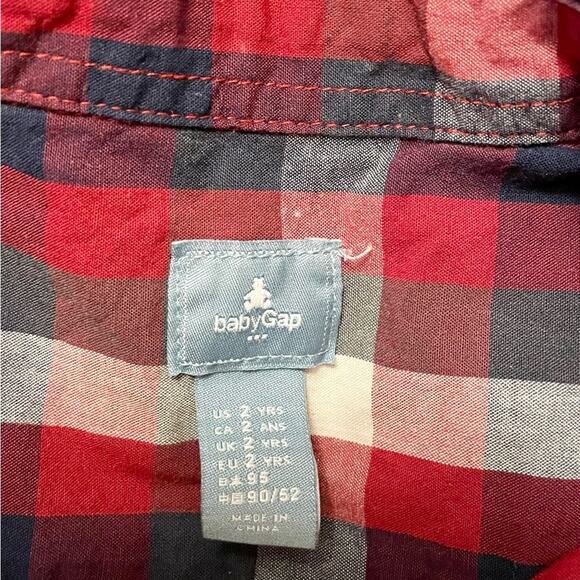 babyGap
US 2 YRS
CA 2 ANS
UK 2 YRS
EU 2 YRS
日本 95
中国 90/52
MADE IN
CHINA